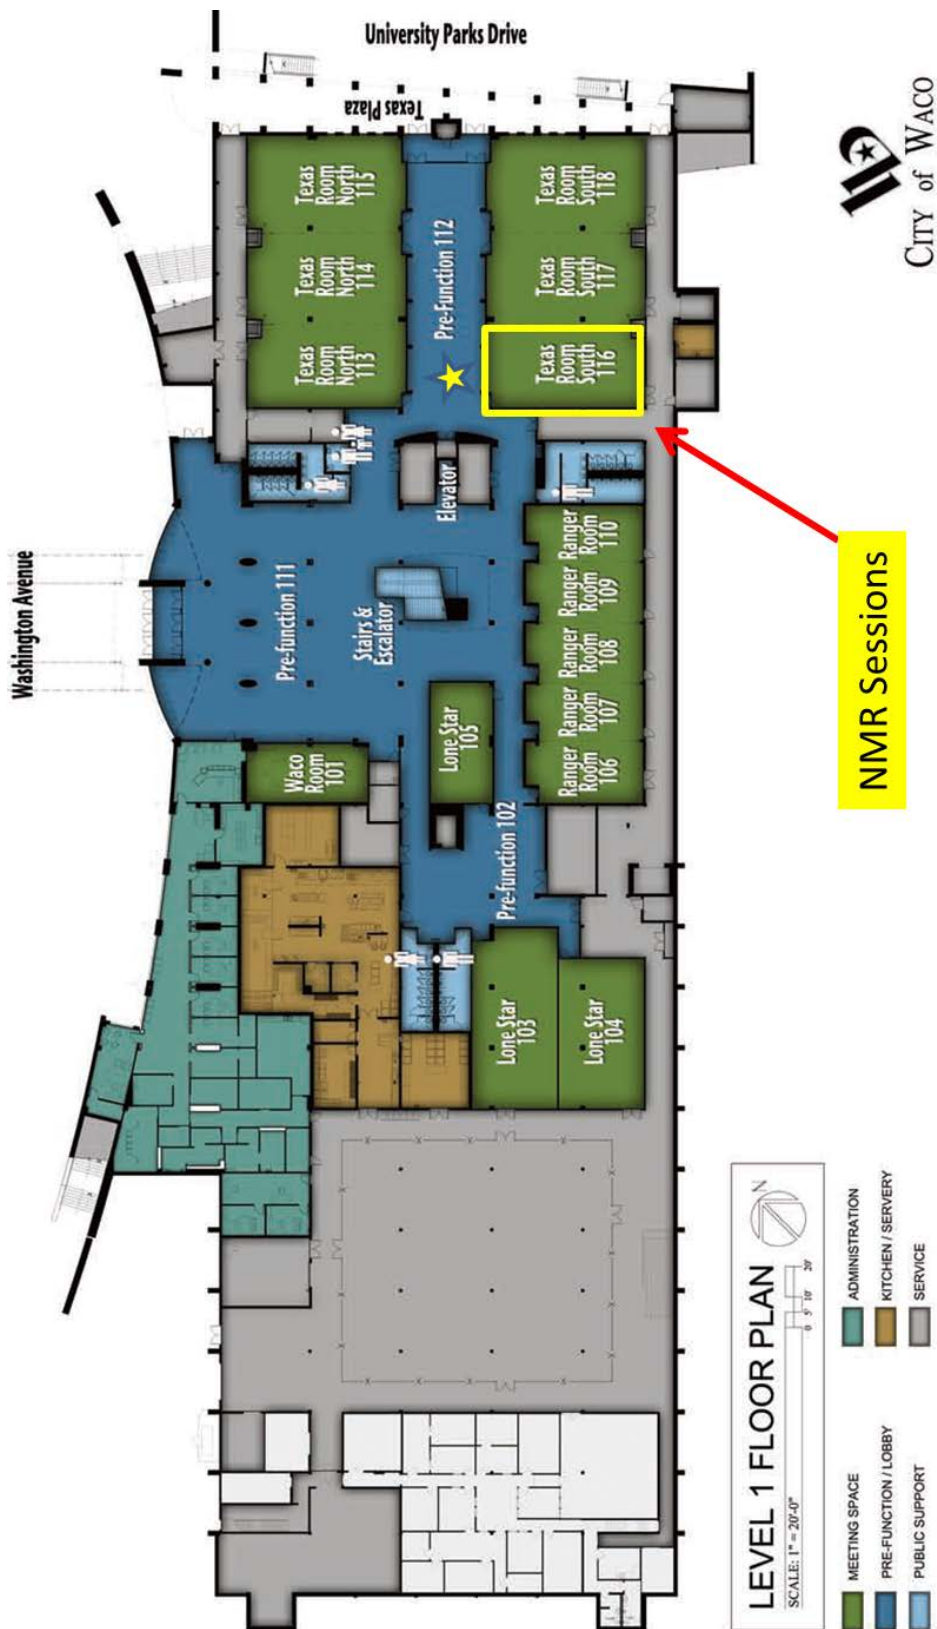 University Parks Drive
Texas Plaza
CITY of WACO
Texas
Room
North
115
Texas
Room
South
118
Pre-Function 112
Texas
Room
North
114
Texas
Room
South
117
Texas
Room
North
113
Texas
Room
South
116
Elevator
Washington Avenue
Pre-function 111
Stairs &
Escalator
Ranger
Room
110
Ranger
Room
109
Ranger
Room
108
Ranger
Room
107
Ranger
Room
106
NMR Sessions
Waco
Room
101
Lone Star
105
Pre-function 102
Lone Star
103
Lone Star
104
LEVEL 1 FLOOR PLAN
SCALE: 1" = 20'-0"
0 5' 10' 20'
N
MEETING SPACE
PRE-FUNCTION / LOBBY
PUBLIC SUPPORT
ADMINISTRATION
KITCHEN / SERVERY
SERVICE